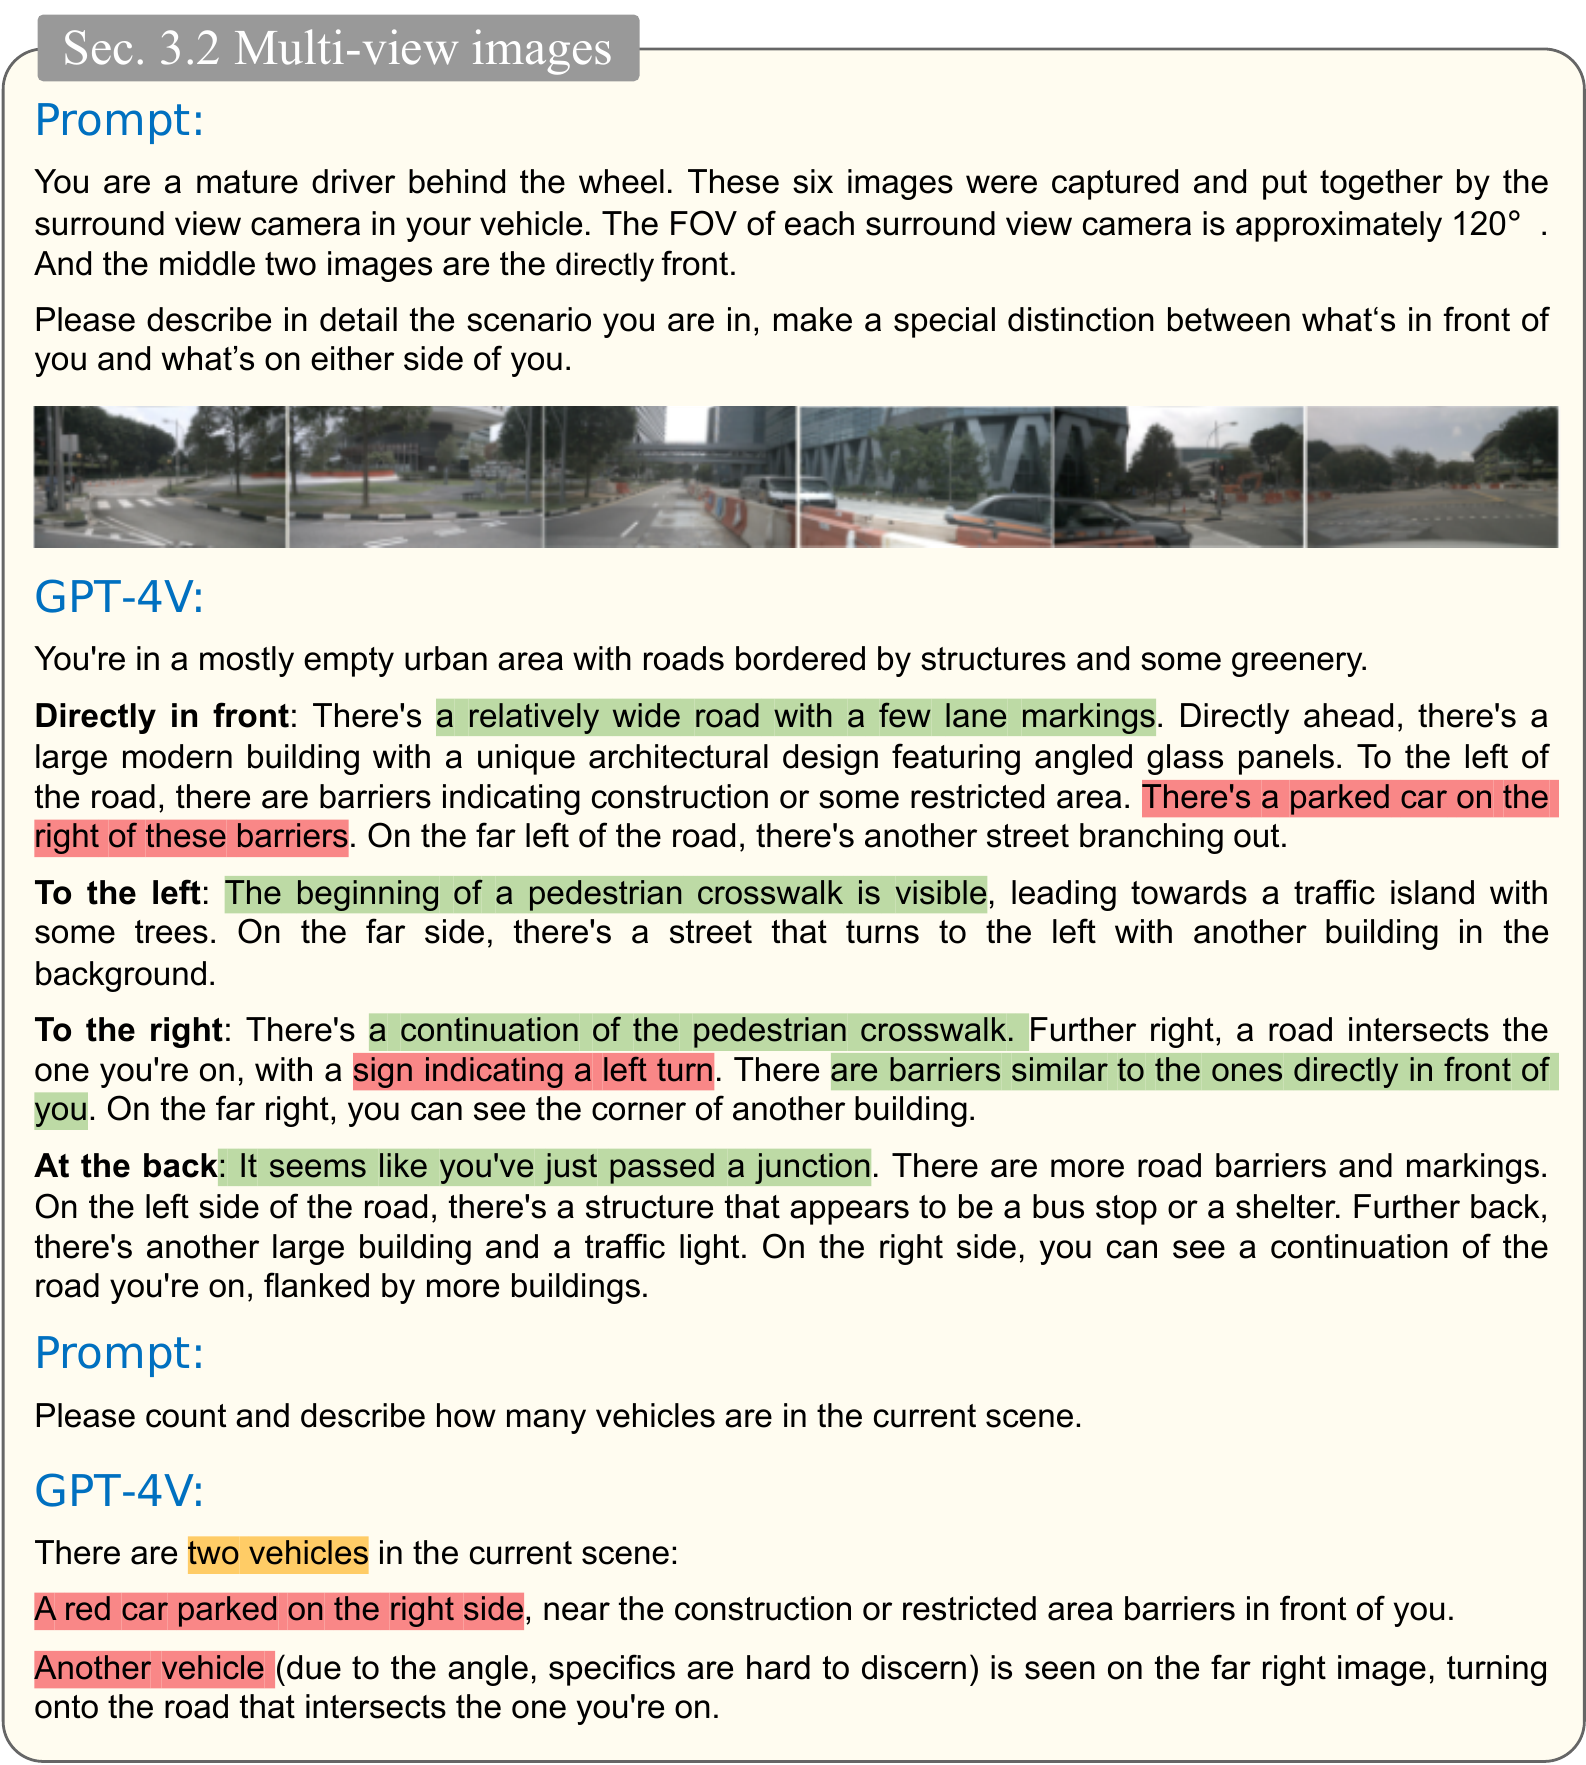 Sec. 3.2 Multi-view images
Prompt:
You are a mature driver behind the wheel. These six images were captured and put together by the
surround view camera in your vehicle. The FOV of each surround view camera is approximately 120° .
And the middle two images are the directly front.
Please describe in detail the scenario you are in, make a special distinction between what‘s in front of
you and what’s on either side of you.
GPT-4V:
You're in a mostly empty urban area with roads bordered by structures and some greenery.
Directly in front: There's a relatively wide road with a few lane markings. Directly ahead, there's a
large modern building with a unique architectural design featuring angled glass panels. To the left of
the road, there are barriers indicating construction or some restricted area. There's a parked car on the
right of these barriers. On the far left of the road, there's another street branching out.
To the left: The beginning of a pedestrian crosswalk is visible, leading towards a traffic island with
some trees. On the far side, there's a street that turns to the left with another building in the
background.
To the right: There's a continuation of the pedestrian crosswalk. Further right, a road intersects the
one you're on, with a sign indicating a left turn. There are barriers similar to the ones directly in front of
you. On the far right, you can see the corner of another building.
At the back: It seems like you've just passed a junction. There are more road barriers and markings.
On the left side of the road, there's a structure that appears to be a bus stop or a shelter. Further back,
there's another large building and a traffic light. On the right side, you can see a continuation of the
road you're on, flanked by more buildings.
Prompt:
Please count and describe how many vehicles are in the current scene.
GPT-4V:
There are two vehicles in the current scene:
A red car parked on the right side, near the construction or restricted area barriers in front of you.
Another vehicle (due to the angle, specifics are hard to discern) is seen on the far right image, turning
onto the road that intersects the one you're on.